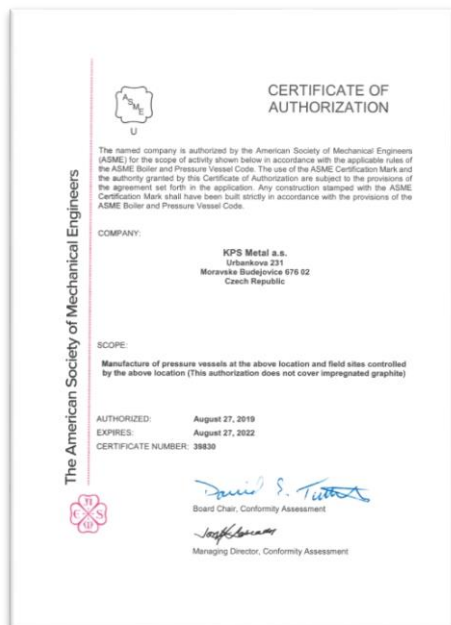 ASME
U
CERTIFICATE OF
AUTHORIZATION
The named company is authorized by the American Society of Mechanical Engineers
(ASME) for the scope of activity shown below in accordance with the applicable rules of
the ASME Boiler and Pressure Vessel Code. The use of the ASME Certification Mark and
the authority granted by this Certificate of Authorization are subject to the provisions of
the agreement set forth in the application. Any construction stamped with the ASME
Certification Mark shall have been built strictly in accordance with the provisions of the
ASME Boiler and Pressure Vessel Code.
COMPANY:
KPS Metal a.s.
Urbankova 231
Moravske Budejovice 676 02
Czech Republic
SCOPE:
Manufacture of pressure vessels at the above location and field sites controlled
by the above location (This authorization does not cover impregnated graphite)
AUTHORIZED: August 27, 2019
EXPIRES: August 27, 2022
CERTIFICATE NUMBER: 39830
Board Chair, Conformity Assessment
Managing Director, Conformity Assessment
The American Society of Mechanical Engineers